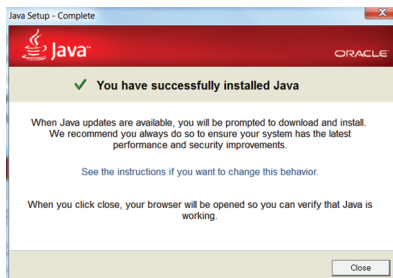 Java Setup - Complete
Java™
ORACLE
You have successfully installed Java
When Java updates are available, you will be prompted to download and install.
We recommend you always do so to ensure your system has the latest
performance and security improvements.
See the instructions if you want to change this behavior.
When you click close, your browser will be opened so you can verify that Java is
working.
Close